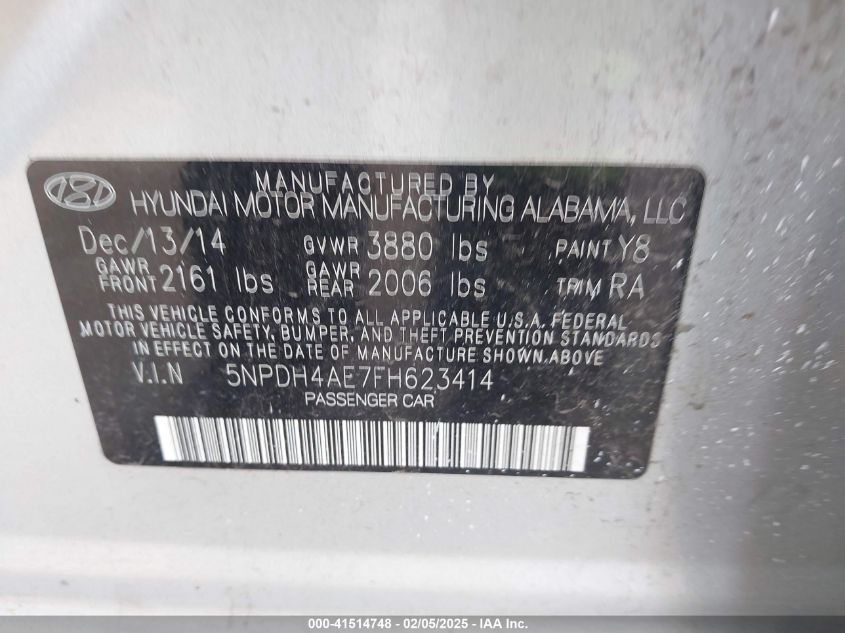 MANUFACTURED BY
HYUNDAI MOTOR MANUFACTURING ALABAMA, LLC
Dec/13/14 GVWR 3880 lbs PAINT Y8
GAWR FRONT 2161 lbs GAWR REAR 2006 lbs TRIM RA
THIS VEHICLE CONFORMS TO ALL APPLICABLE U.S.A. FEDERAL
MOTOR VEHICLE SAFETY, BUMPER, AND THEFT PREVENTION STANDARDS
IN EFFECT ON THE DATE OF MANUFACTURE SHOWN ABOVE
V.I.N 5NPDH4AE7FH623414
PASSENGER CAR
000-41514748 - 02/05/2025 - IAA Inc.